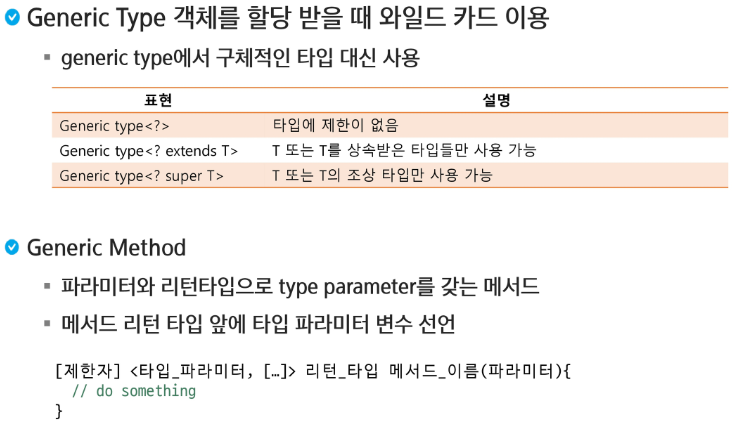 Generic Type 객체를 할당 받을 때 와일드 카드 이용
generic type에서 구체적인 타입 대신 사용
표현 설명
Generic type<?> 타입에 제한이 없음
Generic type<? extends T> T 또는 T를 상속받은 타입들만 사용 가능
Generic type<? super T> T 또는 T의 조상 타입만 사용 가능
Generic Method
파라미터와 리턴타입으로 type parameter를 갖는 메서드
메서드 리턴 타입 앞에 타입 파라미터 변수 선언
[제한자] <타입_파라미터, […]> 리턴_타입 메서드_이름(파라미터){
// do something
}